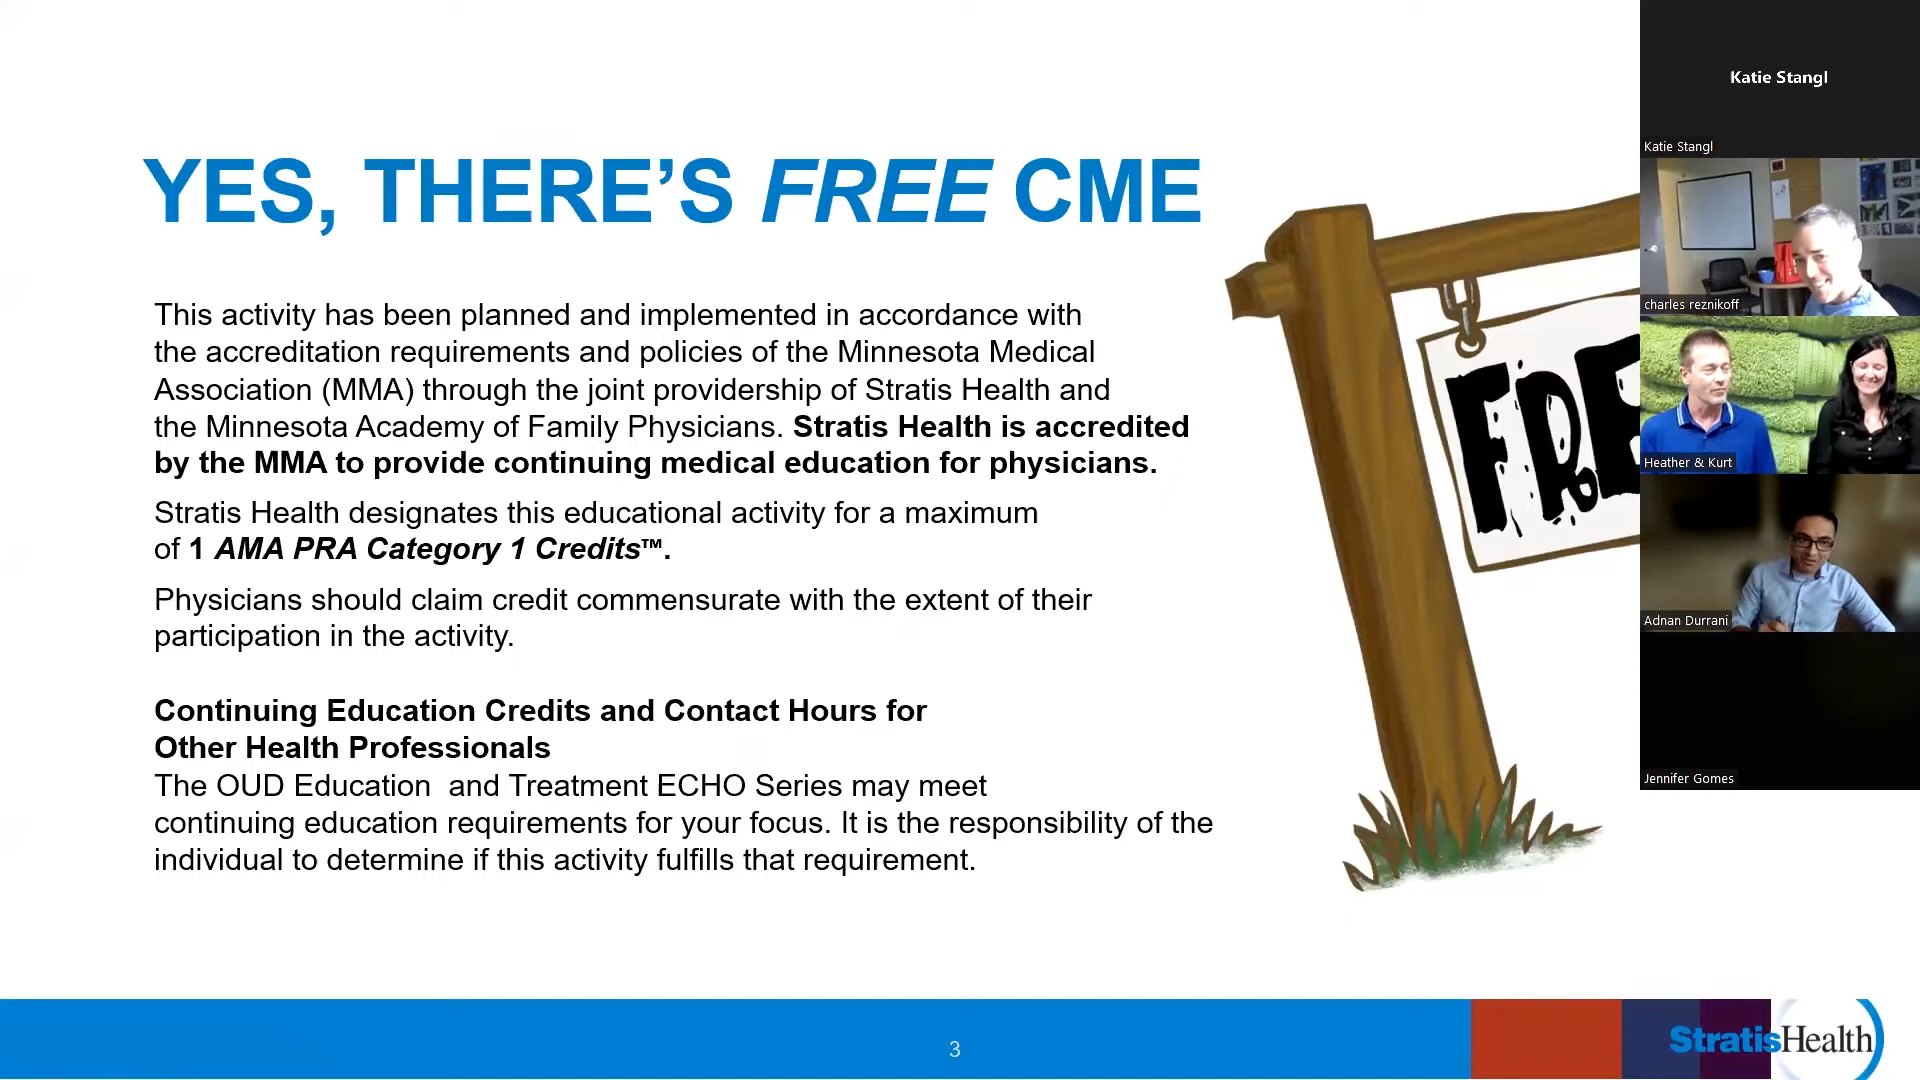 YES, THERE’S FREE CME
This activity has been planned and implemented in accordance with
the accreditation requirements and policies of the Minnesota Medical
Association (MMA) through the joint providership of Stratis Health and
the Minnesota Academy of Family Physicians. Stratis Health is accredited
by the MMA to provide continuing medical education for physicians.
Stratis Health designates this educational activity for a maximum
of 1 AMA PRA Category 1 Credits™.
Physicians should claim credit commensurate with the extent of their
participation in the activity.
Continuing Education Credits and Contact Hours for
Other Health Professionals
The OUD Education  and Treatment ECHO Series may meet
continuing education requirements for your focus. It is the responsibility of the
individual to determine if this activity fulfills that requirement.
FRE
Katie Stangl
Katie Stangl
charles reznikoff
Heather & Kurt
Adnan Durrani
Jennifer Gomes
3
StratisHealth